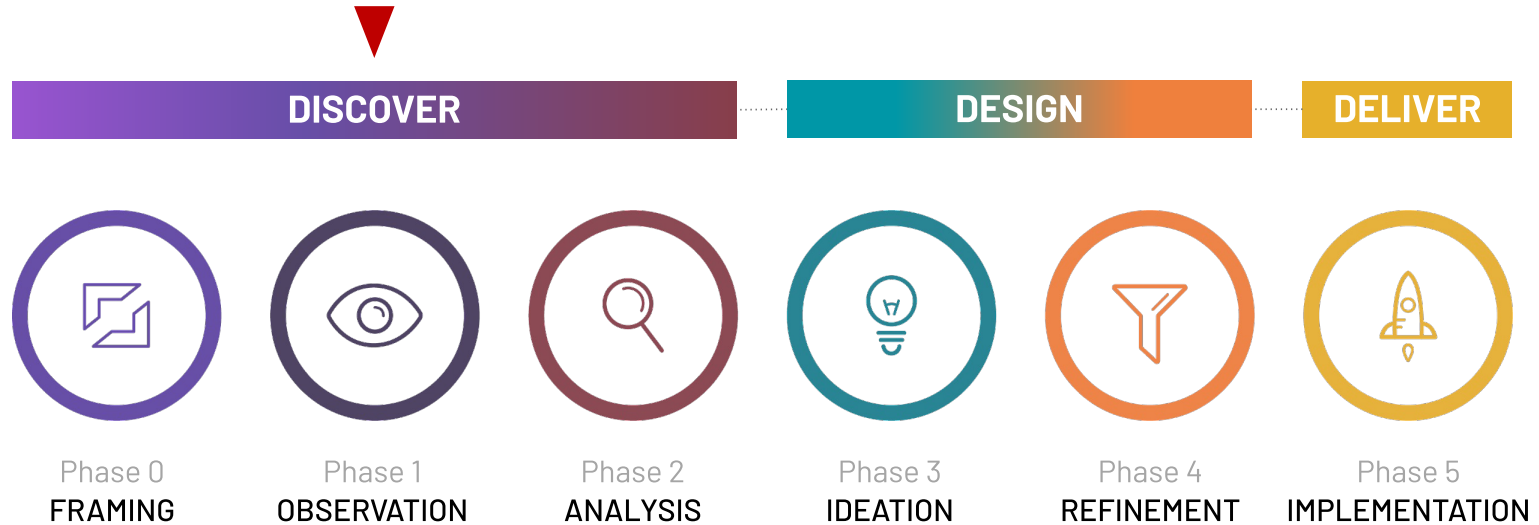 DISCOVER
DESIGN
DELIVER
Phase 0
FRAMING
Phase 1
OBSERVATION
Phase 2
ANALYSIS
Phase 3
IDEATION
Phase 4
REFINEMENT
Phase 5
IMPLEMENTATION